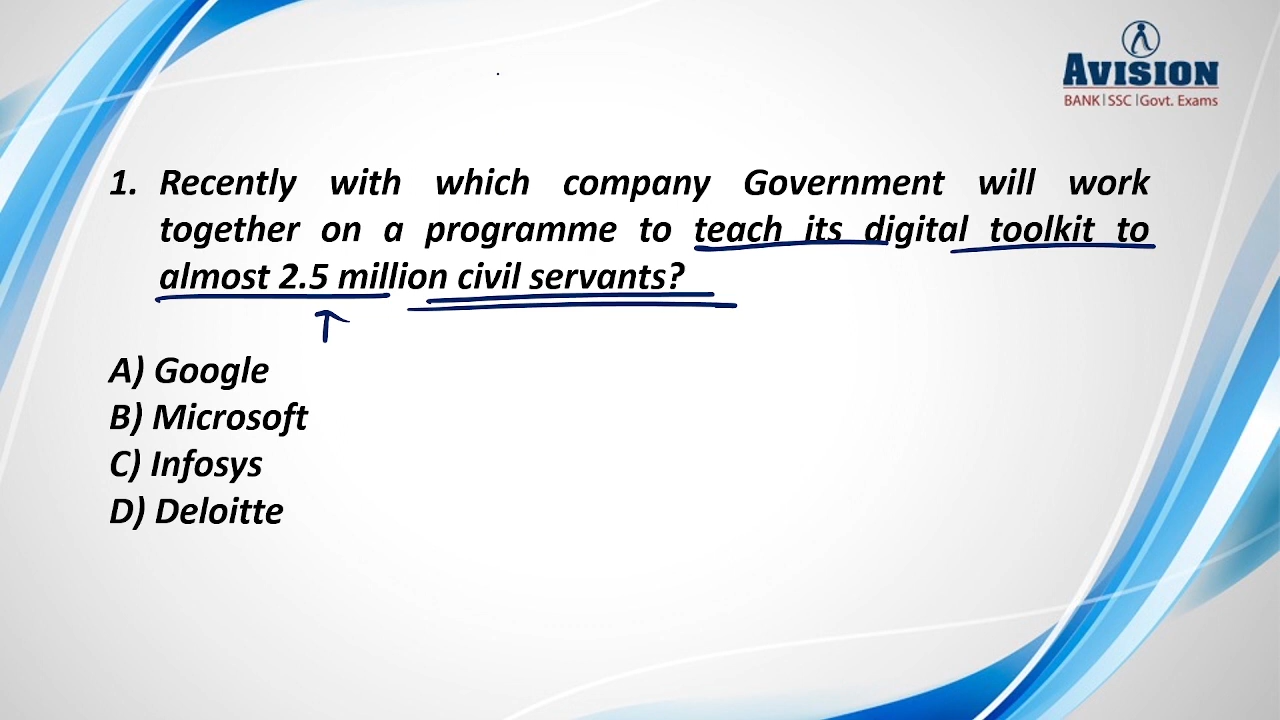 AVISION
BANK|SSC|Govt. Exams
1. Recently with which company Government will work
together on a programme to teach its digital toolkit to
almost 2.5 million civil servants?
A) Google
B) Microsoft
C) Infosys
D) Deloitte